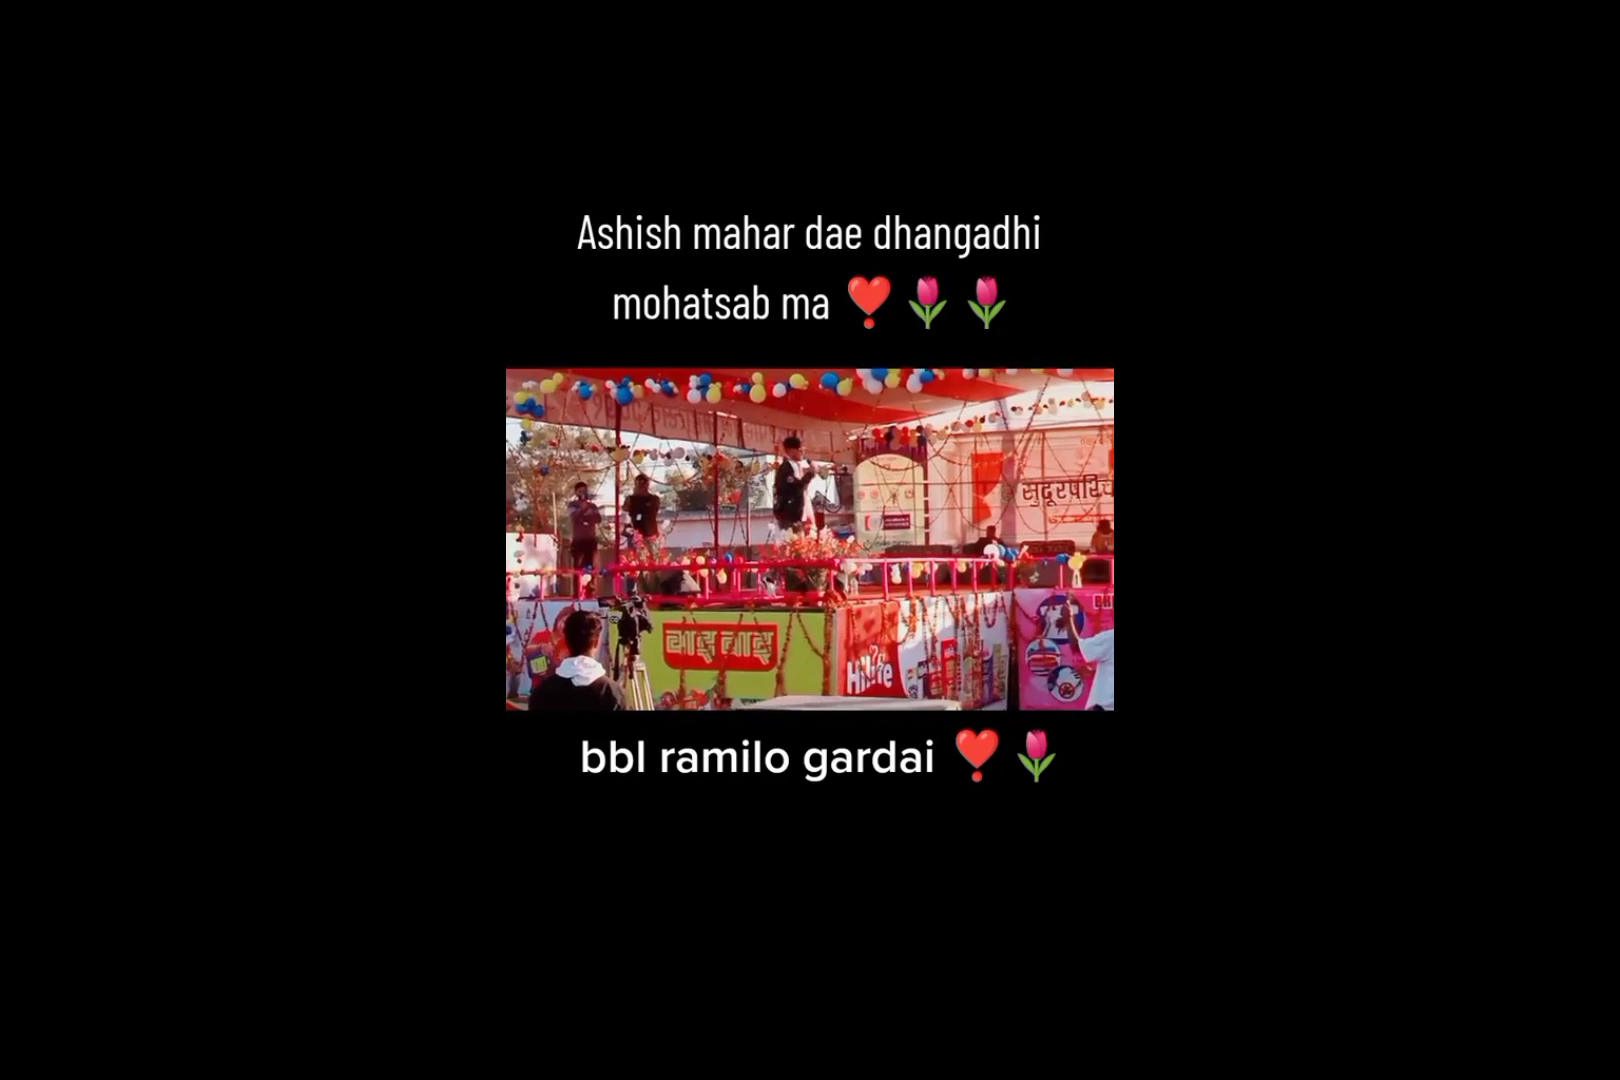 Ashish mahar dae dhangadhi
mohatsab ma ❣️🌷🌷
सुदूरपश्चि
वाइ वाइ
bbl ramilo gardai ❣️🌷